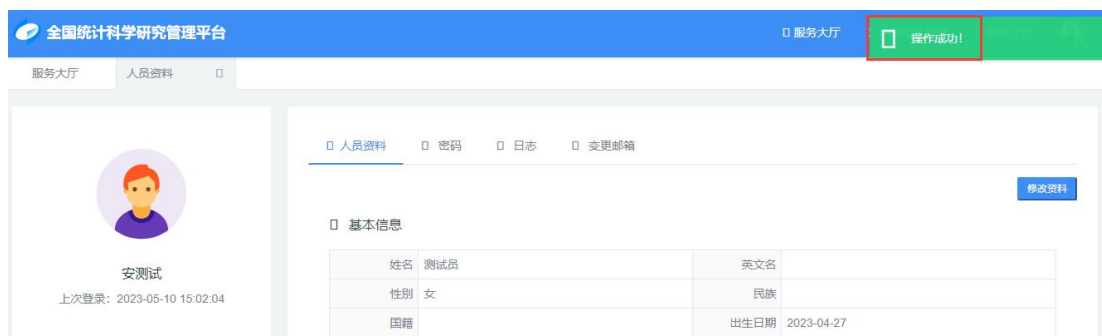 全国统计科学研究管理平台
服务大厅
操作成功！
服务大厅 人员资料
人员资料 密码 日志 变更邮箱
修改资料
基本信息
安测试
上次登录：2023-05-10 15:02:04
姓名 测试员 英文名
性别 女 民族
国籍 出生日期 2023-04-27